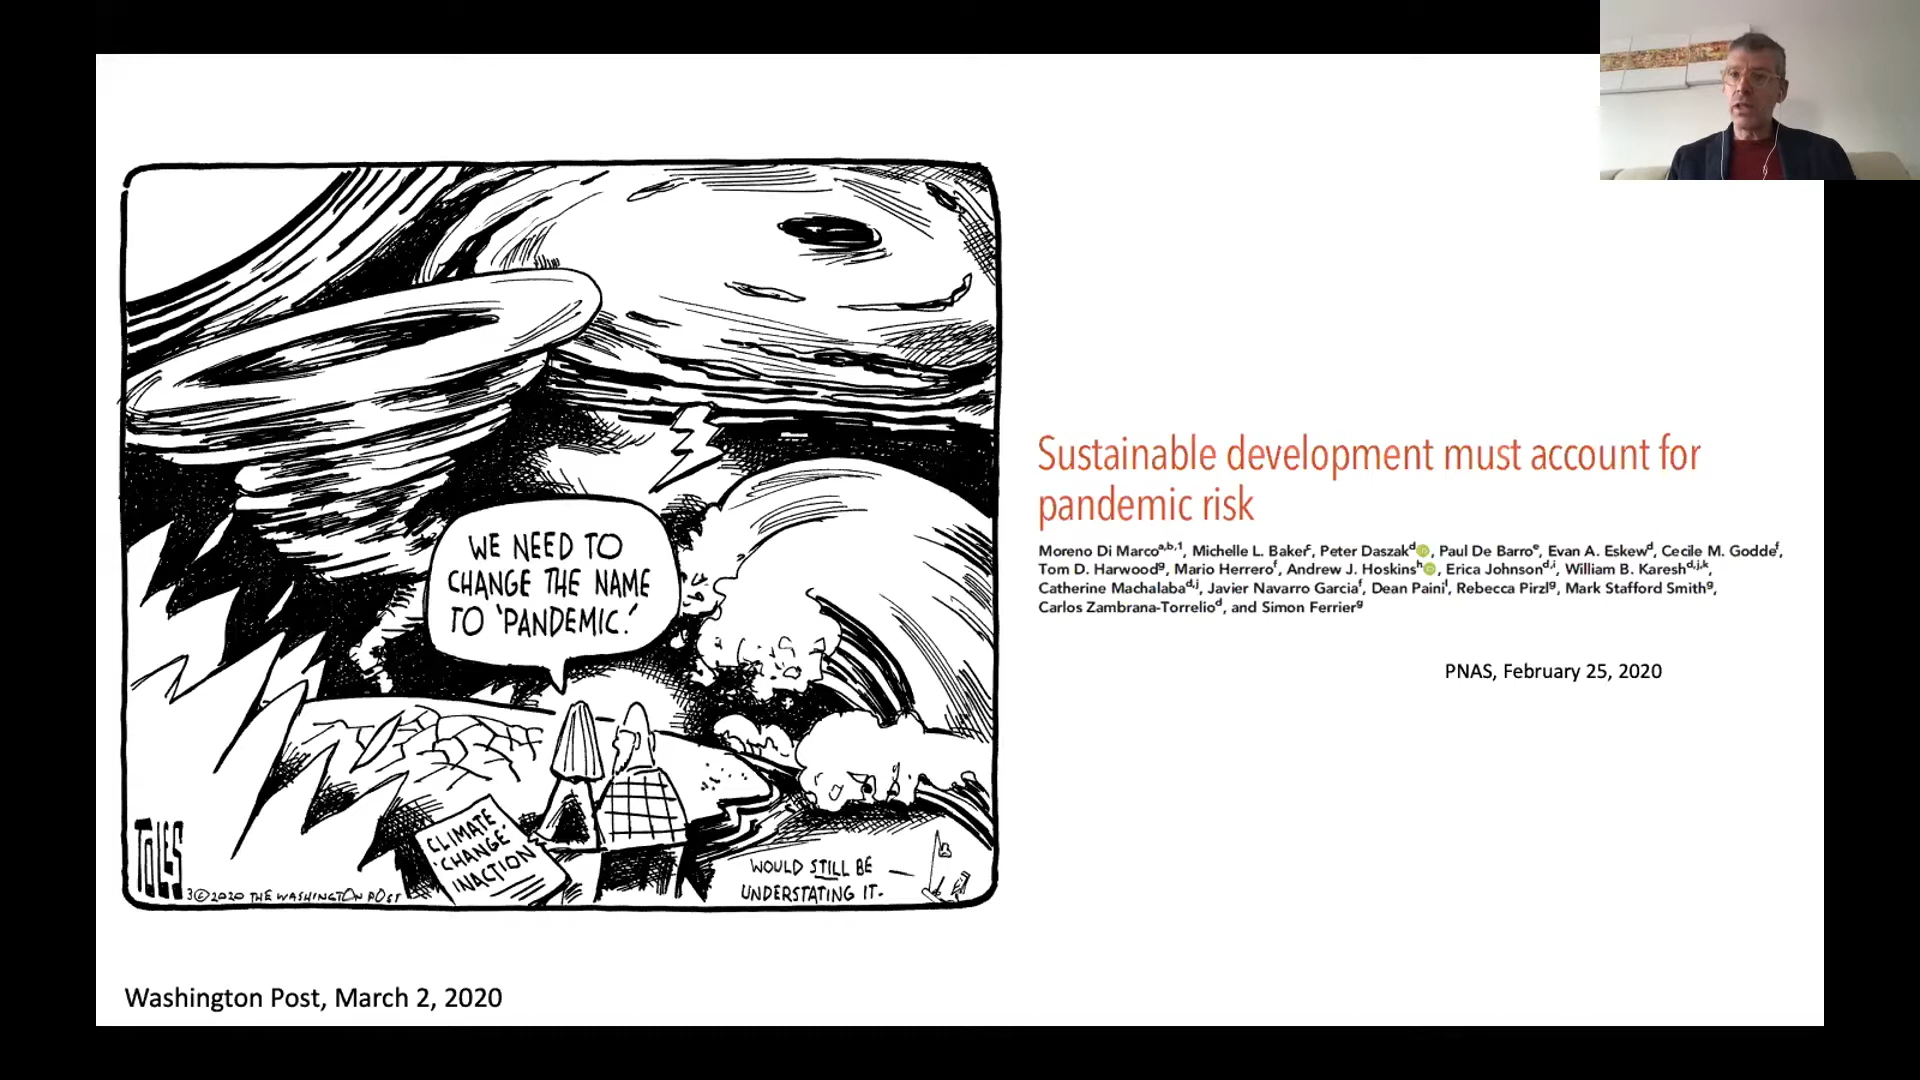 WE NEED TO
CHANGE THE NAME
TO 'PANDEMIC.'
CLIMATE
'CHANGE'
INACTION
WOULD STILL BE
UNDERSTATING IT-
TOLES
3©2020 THE WASHINGTON POST
Washington Post, March 2, 2020
Sustainable development must account for
pandemic risk
Moreno Di Marco^a,b,1, Michelle L. Baker^c, Peter Daszak^d, Paul De Barro^e, Evan A. Eskew^d, Cecile M. Godde^f,
Tom D. Harwood^g, Mario Herrero^f, Andrew J. Hoskins^h, Erica Johnson^d,i, William B. Karesh^d,j,k,
Catherine Machalaba^d,j, Javier Navarro Garcia^f, Dean Paini^l, Rebecca Pirzl^g, Mark Stafford Smith^g,
Carlos Zambrana-Torrelio^d, and Simon Ferrier^g
PNAS, February 25, 2020